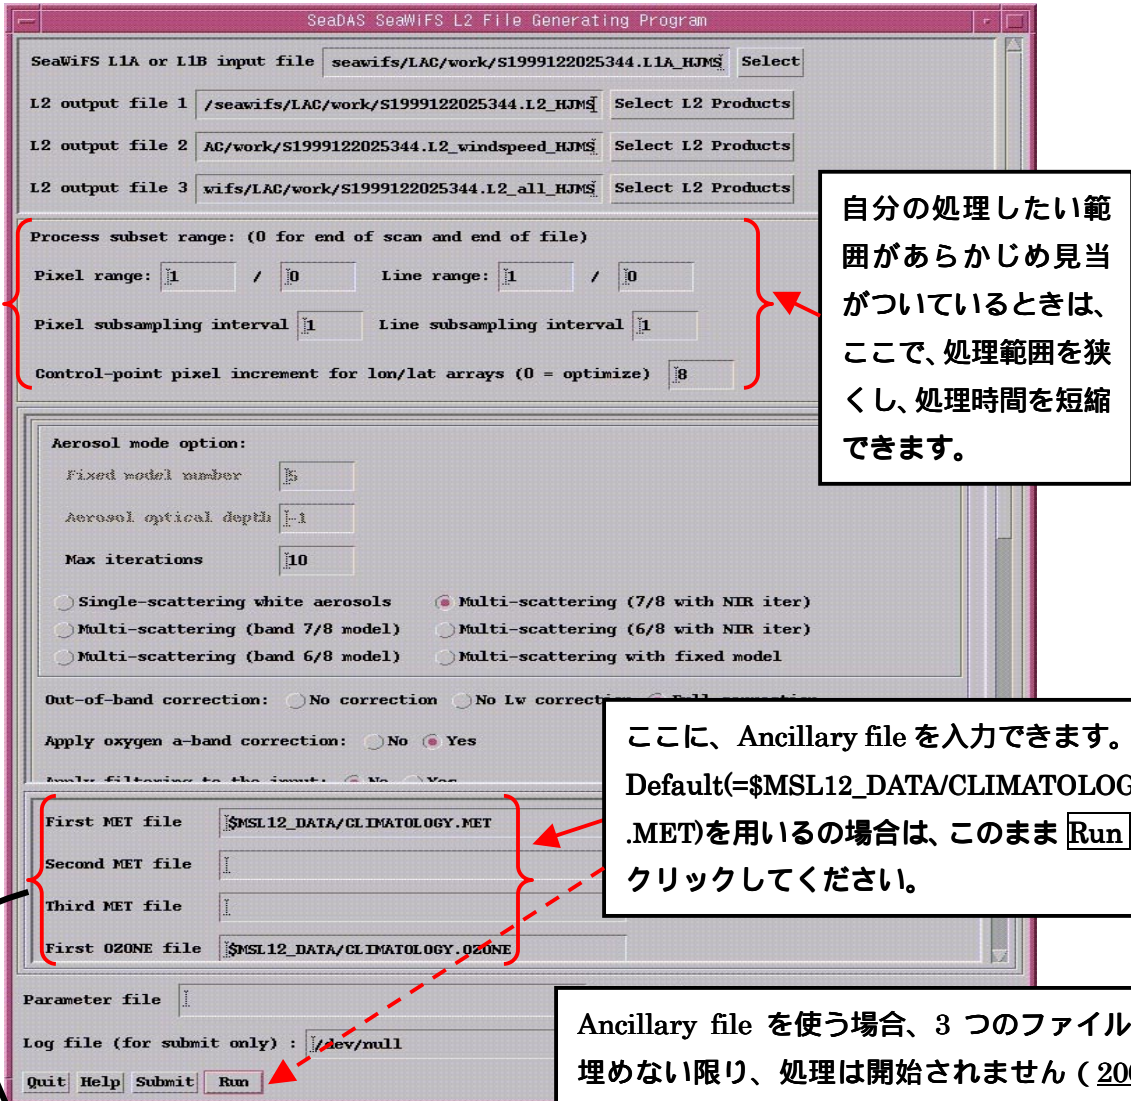 SeaDAS SeaWiFS L2 File Generating Program
SeaWiFS L1A or L1B input file seawifs/LAC/work/S1999122025344.L1A_HJMS Select
L2 output file 1 /seawifs/LAC/work/S1999122025344.L2_HJMS Select L2 Products
L2 output file 2 AC/work/S1999122025344.L2_windspeed_HJMS Select L2 Products
L2 output file 3 wifs/LAC/work/S1999122025344.L2_all_HJMS Select L2 Products
自分の処理したい範
囲があらかじめ見当
がついているときは、
ここで、処理範囲を狭
くし、処理時間を短縮
できます。
Process subset range: (0 for end of scan and end of file)
Pixel range: 1 / 0 Line range: 1 / 0
Pixel subsampling interval 1 Line subsampling interval 1
Control-point pixel increment for lon/lat arrays (0 = optimize) 8
Aerosol mode option:
Fixed model number 5
Aerosol optical depth -1
Max iterations 10
Single-scattering white aerosols Multi-scattering (7/8 with NIR iter)
Multi-scattering (band 7/8 model) Multi-scattering (6/8 with NIR iter)
Multi-scattering (band 6/8 model) Multi-scattering with fixed model
Out-of-band correction: No correction No Lw correction Full correction
Apply oxygen a-band correction: No Yes
Apply filtering to the input: No Yes
ここに、Ancillary file を入力できます。
Default(=$MSL12_DATA/CLIMATOLOG
.MET)を用いるの場合は、このまま Run
クリックしてください。
First MET file $MSL12_DATA/CLIMATOLOGY.MET
Second MET file
Third MET file
First OZONE file $MSL12_DATA/CLIMATOLOGY.OZONE
Parameter file
Log file (for submit only) : /dev/null
Quit Help Submit Run
Ancillary file を使う場合、3 つのファイル
埋めない限り、処理は開始されません ( 200